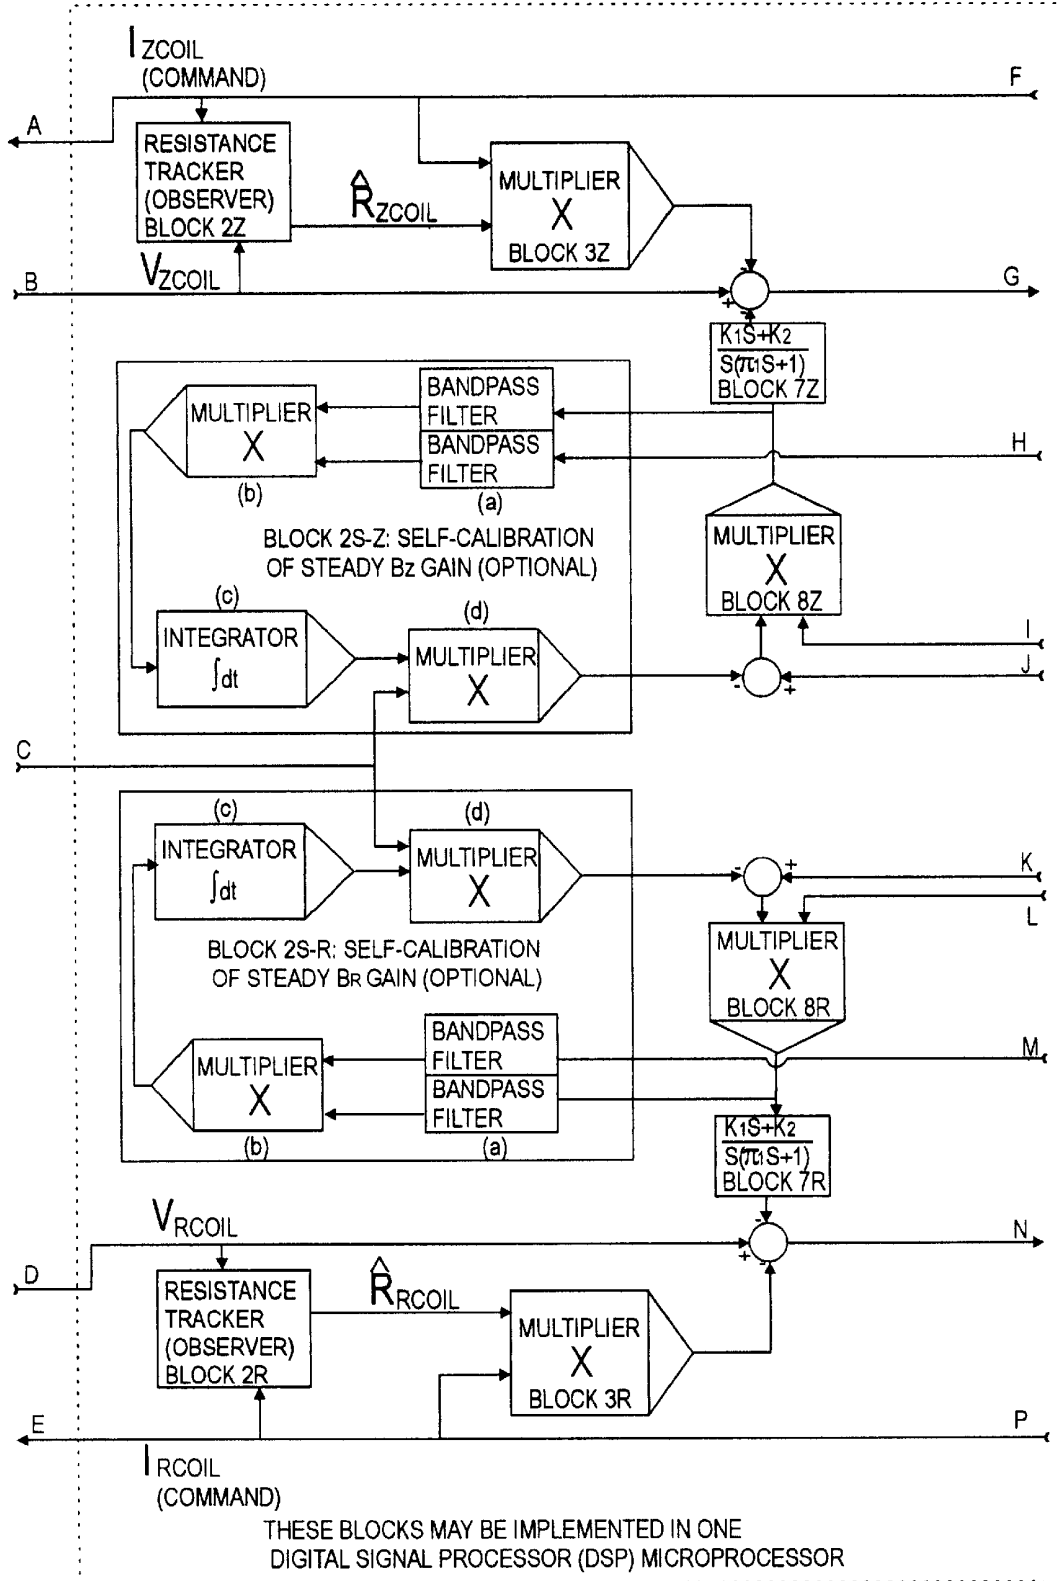 I ZCOIL
(COMMAND)
F
A
RESISTANCE
TRACKER
(OBSERVER)
BLOCK 2Z
R̂ZCOIL
MULTIPLIER
X
BLOCK 3Z
-
B
VZCOIL
+
-
G
K1S+K2
S(π1S+1)
BLOCK 7Z
MULTIPLIER
X
(b)
BANDPASS
FILTER
BANDPASS
FILTER
(a)
H
BLOCK 2S-Z: SELF-CALIBRATION
OF STEADY BZ GAIN (OPTIONAL)
MULTIPLIER
X
BLOCK 8Z
(c)
INTEGRATOR
∫dt
(d)
MULTIPLIER
X
I
J
-
+
C
(c)
INTEGRATOR
∫dt
(d)
MULTIPLIER
X
-
+
K
L
BLOCK 2S-R: SELF-CALIBRATION
OF STEADY BR GAIN (OPTIONAL)
MULTIPLIER
X
BLOCK 8R
MULTIPLIER
X
(b)
BANDPASS
FILTER
BANDPASS
FILTER
(a)
M
K1S+K2
S(π1S+1)
BLOCK 7R
VRCOIL
-
+
-
N
D
RESISTANCE
TRACKER
(OBSERVER)
BLOCK 2R
R̂RCOIL
MULTIPLIER
X
BLOCK 3R
E
P
I RCOIL
(COMMAND)
THESE BLOCKS MAY BE IMPLEMENTED IN ONE
DIGITAL SIGNAL PROCESSOR (DSP) MICROPROCESSOR